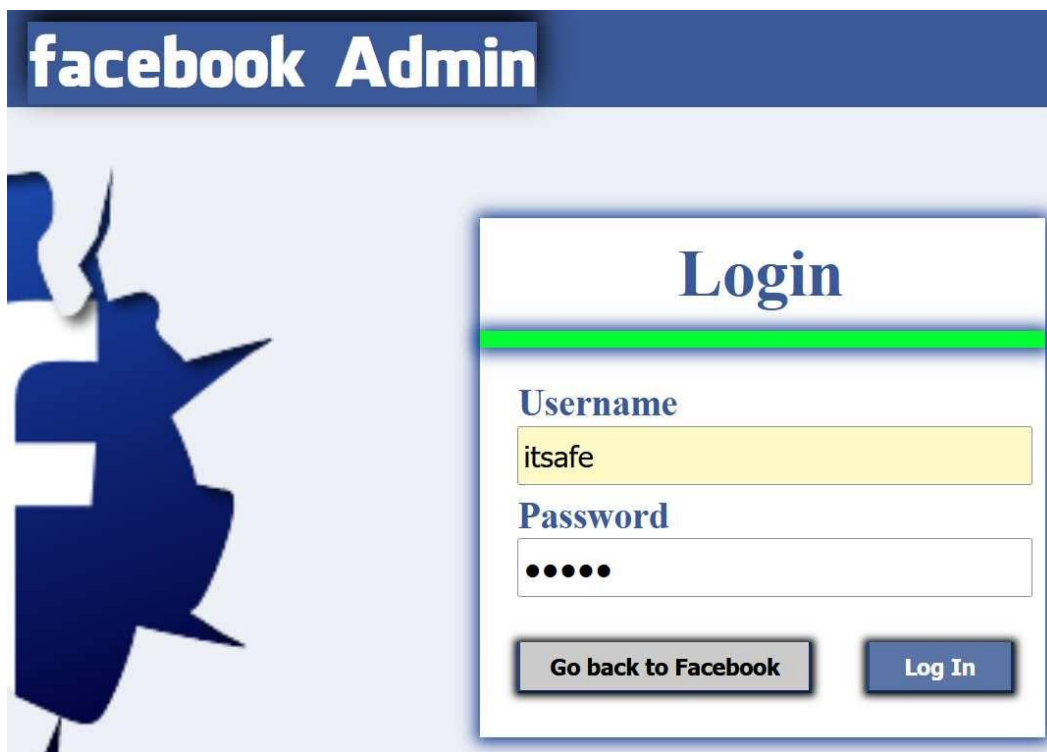 facebook Admin
Login
Username
itsafe
Password
•••••
Go back to Facebook
Log In